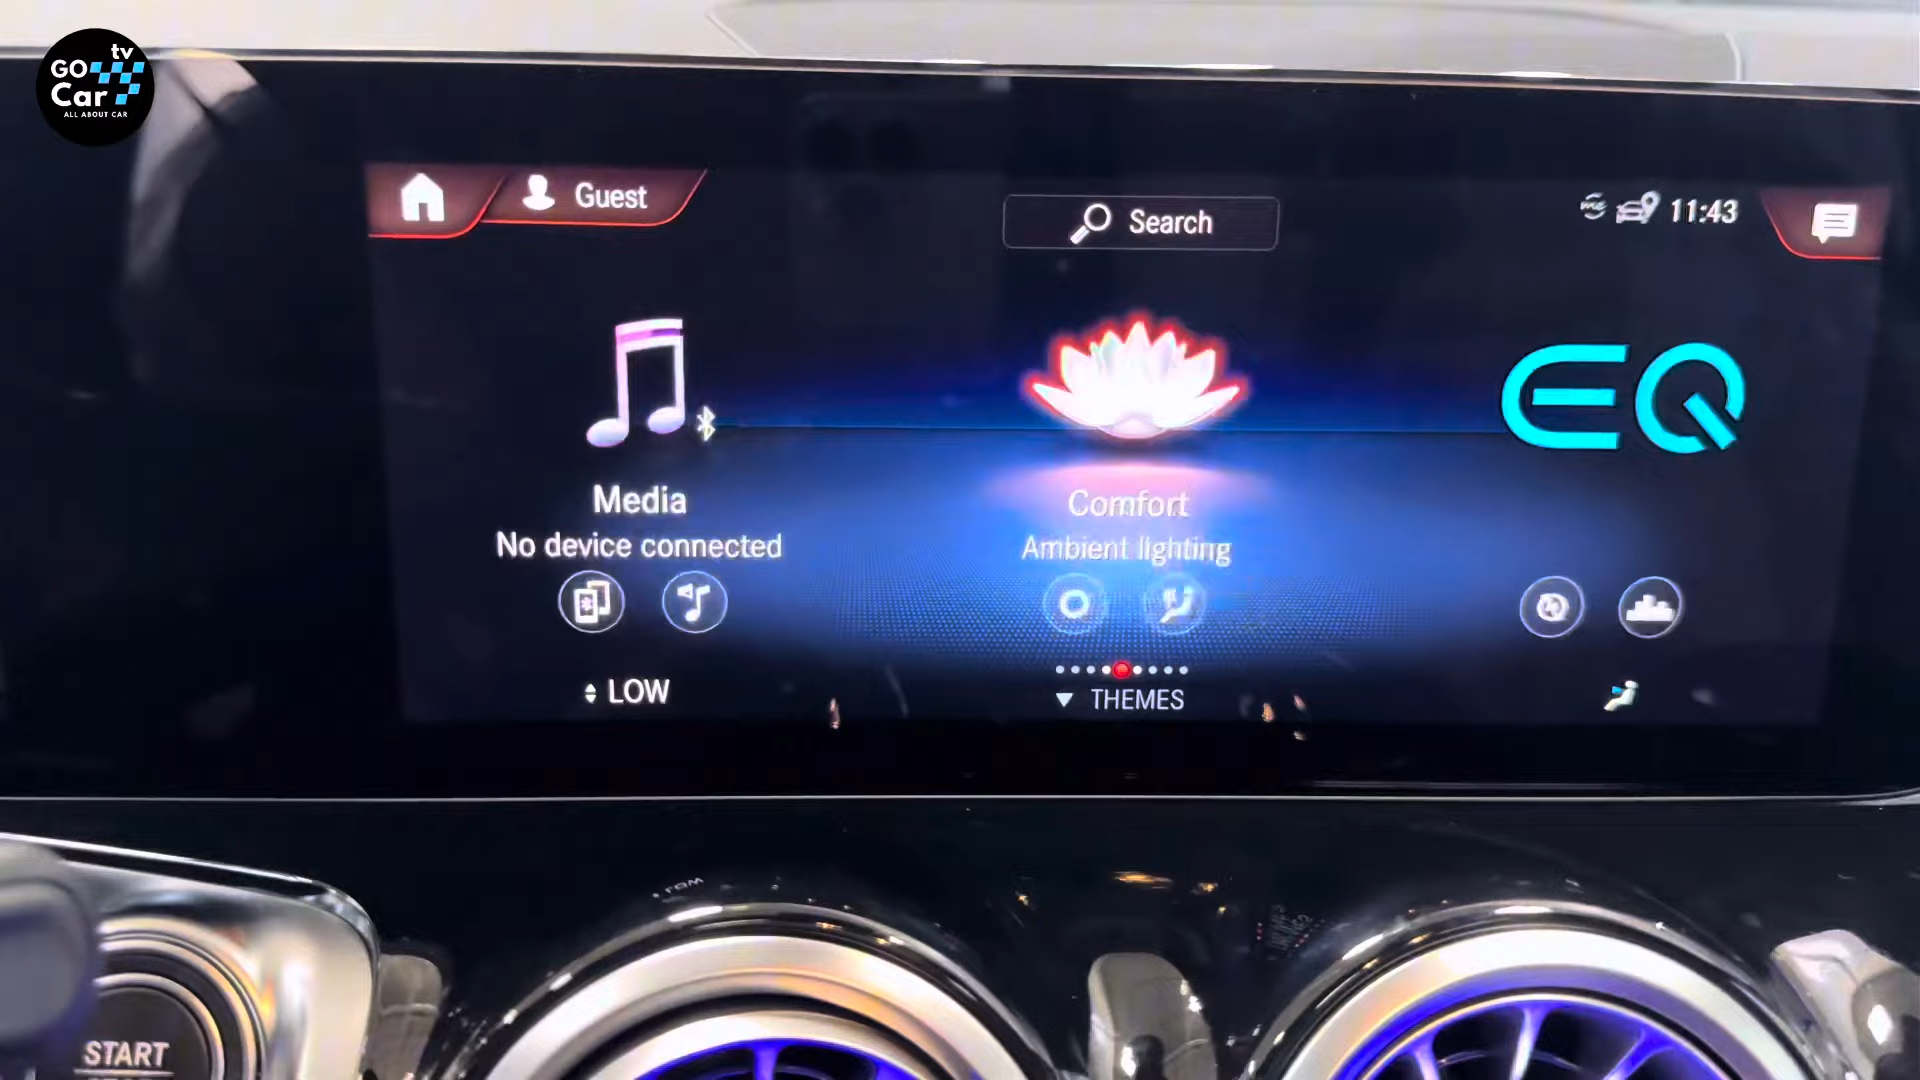 tv
GO
Car
ALL ABOUT CAR
Guest
Search
me
11:43
EQ
Media
No device connected
Comfort
Ambient lighting
LOW
THEMES
START